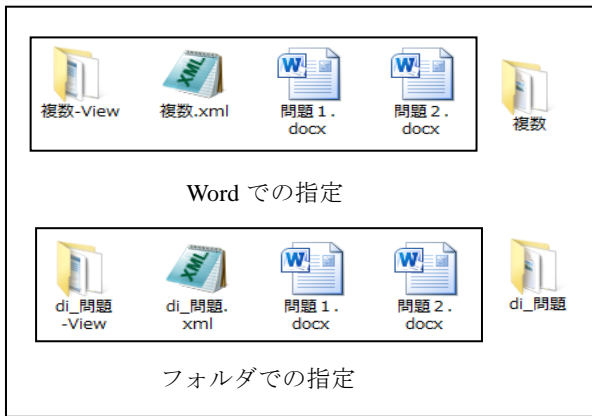 複数-View 複数.xml 問題1. 問題2. 複数
docx docx
Word での指定
di_問題 di_問題. 問題1. 問題2. di_問題
-View xml docx docx
フォルダでの指定